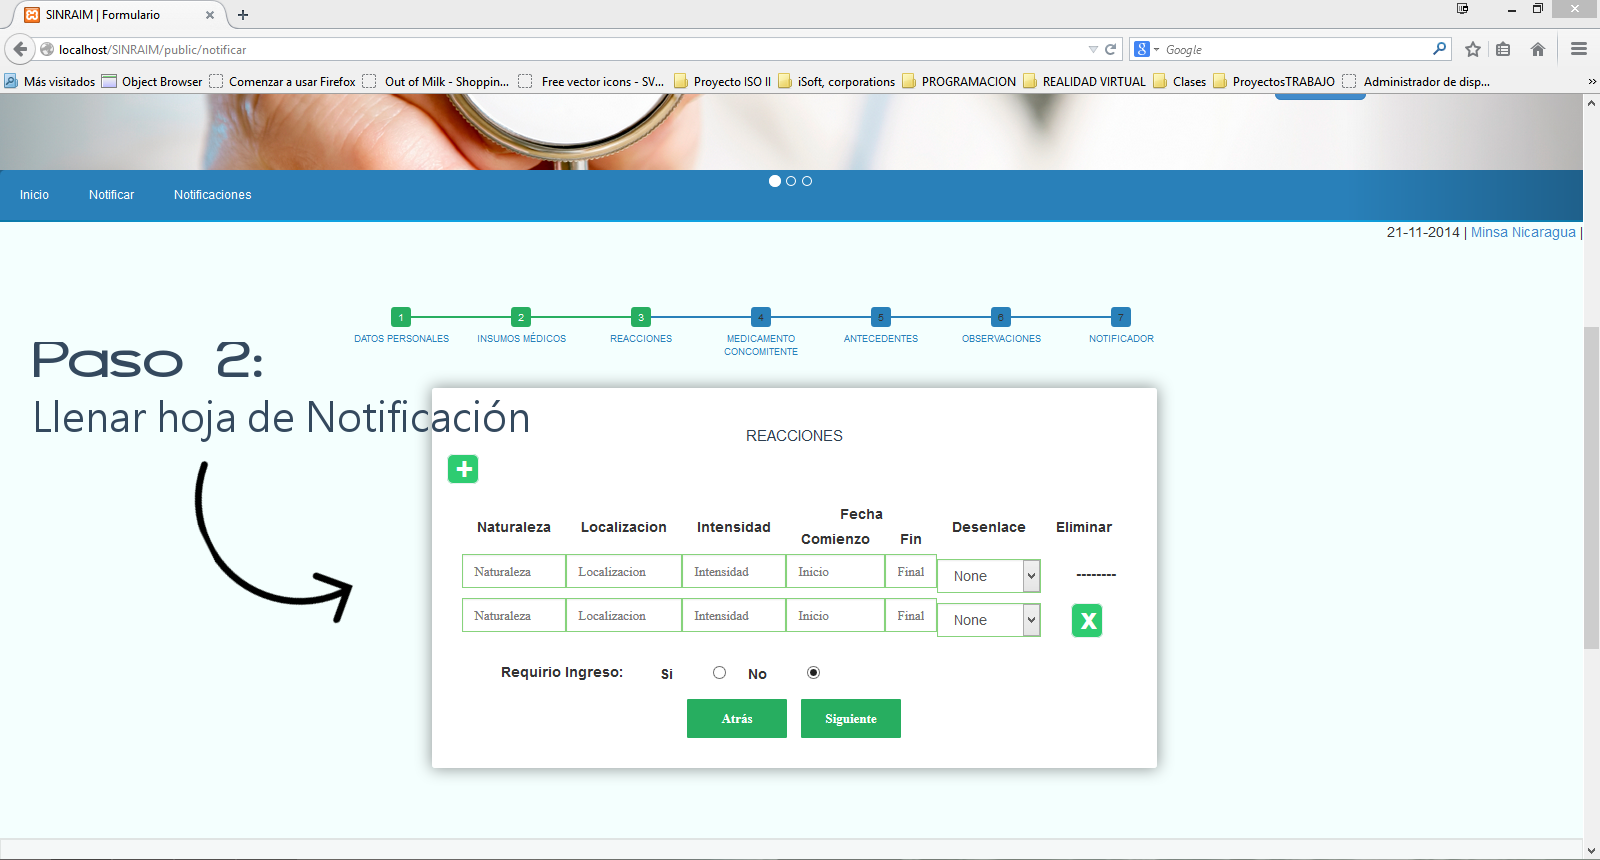 SINRAIM | Formulario
localhost/SINRAIM/public/notificar
Google
Más visitados
Object Browser
Comenzar a usar Firefox
Out of Milk - Shoppin...
Free vector icons - SV...
Proyecto ISO II
iSoft, corporations
PROGRAMACION
REALIDAD VIRTUAL
Clases
ProyectosTRABAJO
Administrador de disp...
Inicio
Notificar
Notificaciones
21-11-2014 | Minsa Nicaragua |
1
2
3
4
5
6
7
DATOS PERSONALES
INSUMOS MÉDICOS
REACCIONES
MEDICAMENTO
CONCOMITENTE
ANTECEDENTES
OBSERVACIONES
NOTIFICADOR
Paso 2:
Llenar hoja de Notificación
REACCIONES
Fecha
Naturaleza Localizacion Intensidad Desenlace Eliminar
Comienzo Fin
Naturaleza Localizacion Intensidad Inicio Final None --------
Naturaleza Localizacion Intensidad Inicio Final None X
Requirio Ingreso: Si No
Atrás Siguiente